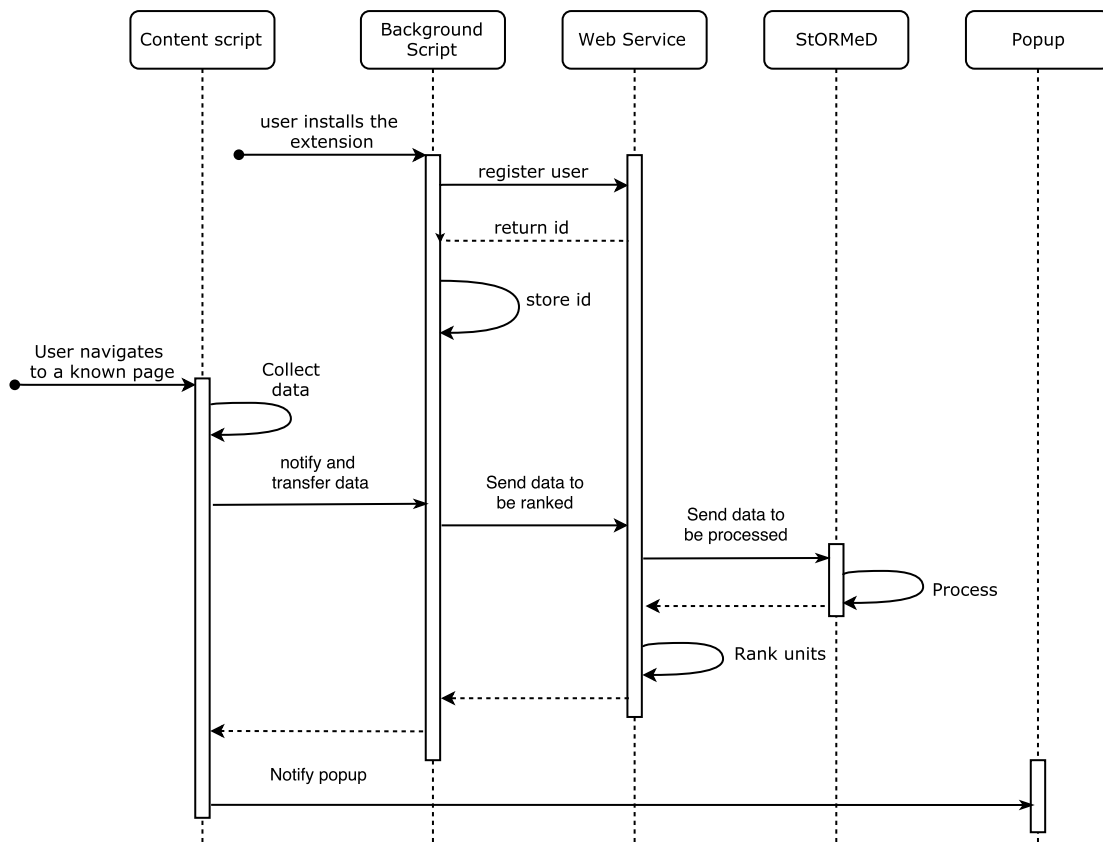 Content script
Background
Script
Web Service
StORMeD
Popup
user installs the
extension
register user
return id
store id
User navigates
to a known page
Collect
data
notify and
transfer data
Send data to
be ranked
Send data to
be processed
Process
Rank units
Notify popup